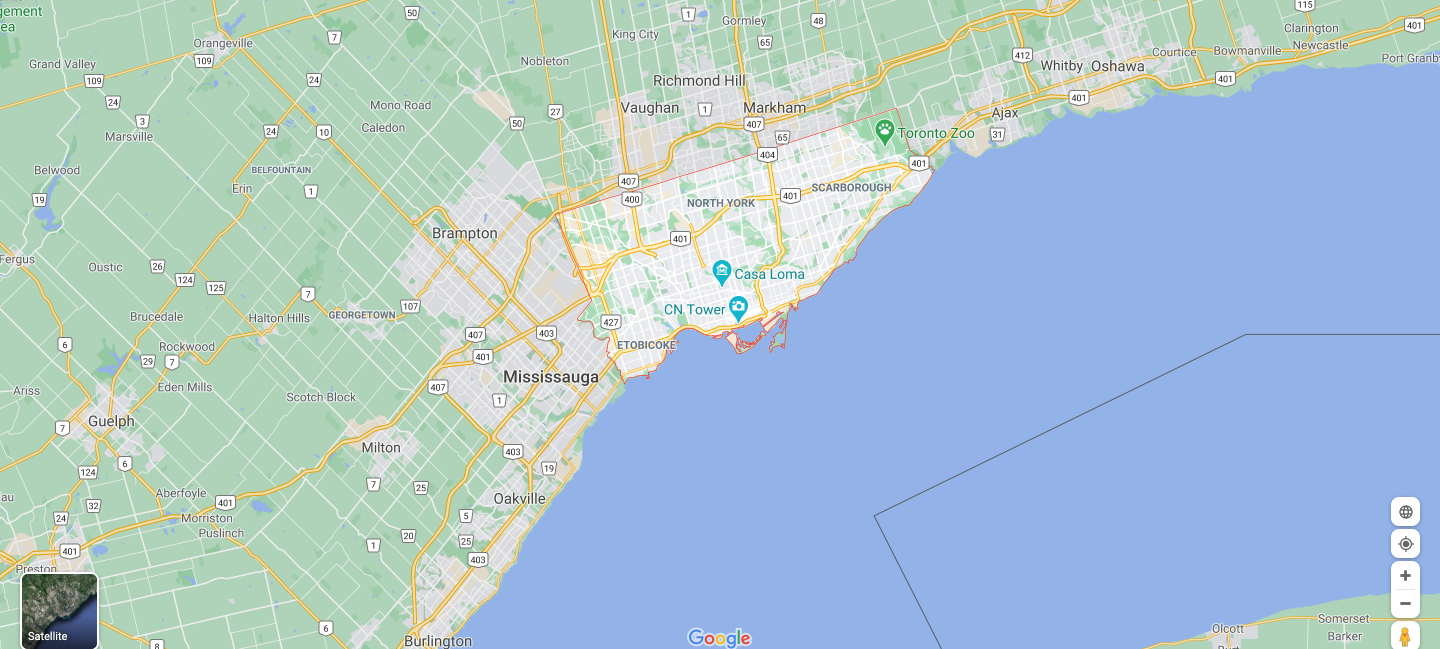 gement
ea
50
1
Gormley
48
115
Clarington
401
Orangeville
7
King City
65
412
Courtice
Bowmanville
Newcastle
109
Nobleton
Port Granby
Grand Valley
109
24
Richmond Hill
Whitby
Oshawa
401
24
Mono Road
27
Vaughan
1
Markham
401
3
Marsville
24
10
Caledon
50
407
65
Ajax
31
Toronto Zoo
404
401
Belwood
BELFOUNTAIN
407
SCARBOROUGH
19
Erin
1
400
NORTH YORK
401
Brampton
401
Fergus
Oustic
26
124
125
Casa Loma
7
107
CN Tower
Brucedale
Halton Hills
GEORGETOWN
427
6
Rockwood
403
403
ETOBICOKE
29
7
401
Ariss
Eden Mills
407
Mississauga
Scotch Block
1
7
Guelph
Milton
403
6
124
19
7
25
au
Aberfoyle
Oakville
32
401
24
Morriston
5
Puslinch
20
25
401
1
403
Preston
Satellite
6
8
Burlington
Google
Olcott
Somerset
Barker